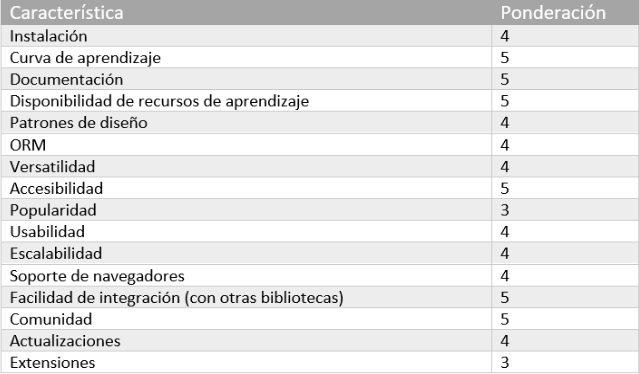 Característica Ponderación
Instalación 4
Curva de aprendizaje 5
Documentación 5
Disponibilidad de recursos de aprendizaje 5
Patrones de diseño 4
ORM 4
Versatilidad 4
Accesibilidad 5
Popularidad 3
Usabilidad 4
Escalabilidad 4
Soporte de navegadores 4
Facilidad de integración (con otras bibliotecas) 5
Comunidad 5
Actualizaciones 4
Extensiones 3